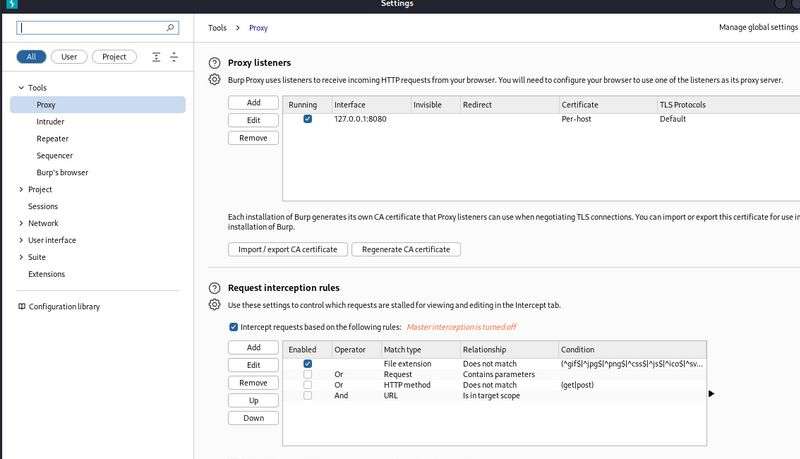 Settings
Tools > Proxy
Manage global settings
All User Project
Tools
Proxy
Intruder
Repeater
Sequencer
Burp's browser
Project
Sessions
Network
User interface
Suite
Extensions
Configuration library
Proxy listeners
Burp Proxy uses listeners to receive incoming HTTP requests from your browser. You will need to configure your browser to use one of the listeners as its proxy server.
Add
Edit
Remove
Running Interface Invisible Redirect Certificate TLS Protocols
127.0.0.1:8080 Per-host Default
Each installation of Burp generates its own CA certificate that Proxy listeners can use when negotiating TLS connections. You can import or export this certificate for use in
installation of Burp.
Import / export CA certificate Regenerate CA certificate
Request interception rules
Use these settings to control which requests are stalled for viewing and editing in the Intercept tab.
Intercept requests based on the following rules: Master interception is turned off
Add
Edit
Remove
Up
Down
Enabled Operator Match type Relationship Condition
File extension Does not match (^gif$|^jpg$|^png$|^css$|^js$|^ico$|^sv...
Or Request Contains parameters
Or HTTP method Does not match (get|post)
And URL Is in target scope